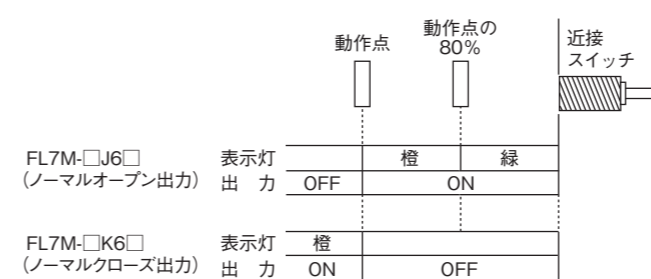 動作点
動作点の
80%
近接
スイッチ
FL7M-□J6□ 表示灯 橙 緑
(ノーマルオープン出力) 出 力 OFF ON
FL7M-□K6□ 表示灯 橙
(ノーマルクローズ出力) 出 力 ON OFF